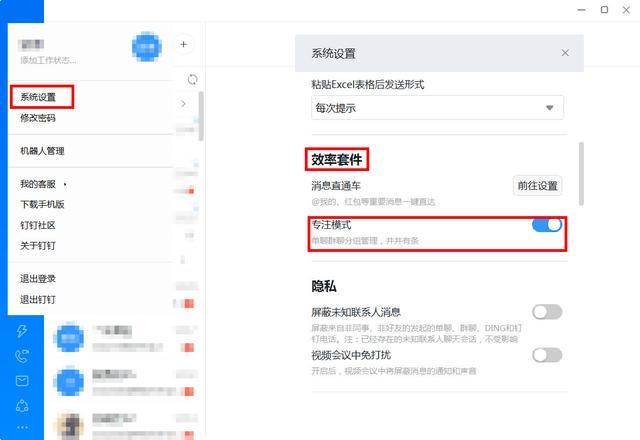 添加工作状态...
系统设置
修改密码
机器人管理
我的客服
下载手机版
钉钉社区
关于钉钉
退出登录
退出钉钉
系统设置
粘贴Excel表格后发送形式
每次提示
效率套件
消息直通车
前往设置
@我的、红包等重要消息一键直达
专注模式
单聊群聊分组管理，井井有条
隐私
屏蔽未知联系人消息
屏蔽来自非同事、非好友的发起的单聊、群聊、DING和钉
钉电话。注：已经存在的未知联系人聊天会话，不受影响
视频会议中免打扰
开启后，视频会议中将屏蔽消息的通知和声音